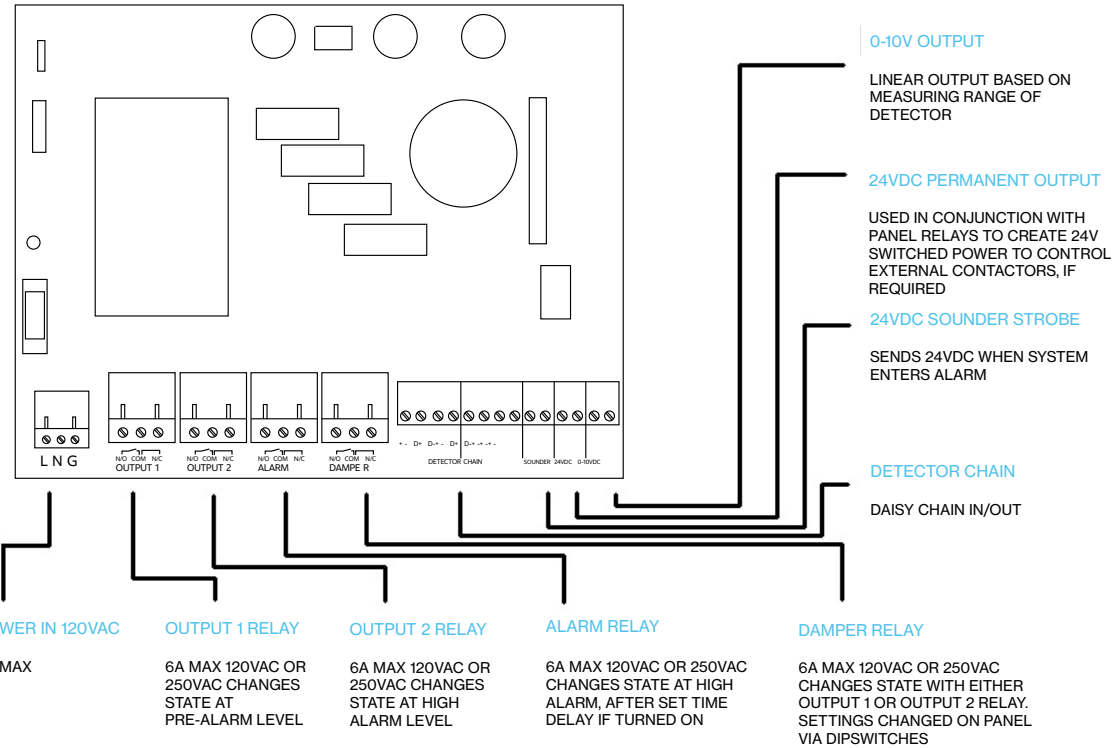 0-10V OUTPUT
LINEAR OUTPUT BASED ON
MEASURING RANGE OF
DETECTOR
24VDC PERMANENT OUTPUT
USED IN CONJUNCTION WITH
PANEL RELAYS TO CREATE 24V
SWITCHED POWER TO CONTROL
EXTERNAL CONTACTORS, IF
REQUIRED
24VDC SOUNDER STROBE
SENDS 24VDC WHEN SYSTEM
ENTERS ALARM
DETECTOR CHAIN
DAISY CHAIN IN/OUT
L N G
N/O COM N/C
OUTPUT 1
N/O COM N/C
OUTPUT 2
N/O COM N/C
ALARM
N/O COM N/C
DAMPE R
+ - D+ D-+ - D+ D-+ -+ -+ -
DETECTOR CHAIN
SOUNDER 24VDC 0-10VDC
WER IN 120VAC
MAX
OUTPUT 1 RELAY
6A MAX 120VAC OR
250VAC CHANGES
STATE AT
PRE-ALARM LEVEL
OUTPUT 2 RELAY
6A MAX 120VAC OR
250VAC CHANGES
STATE AT HIGH
ALARM LEVEL
ALARM RELAY
6A MAX 120VAC OR 250VAC
CHANGES STATE AT HIGH
ALARM, AFTER SET TIME
DELAY IF TURNED ON
DAMPER RELAY
6A MAX 120VAC OR 250VAC
CHANGES STATE WITH EITHER
OUTPUT 1 OR OUTPUT 2 RELAY.
SETTINGS CHANGED ON PANEL
VIA DIPSWITCHES